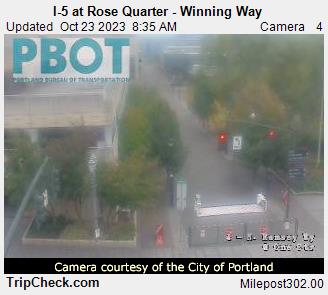 I-5 at Rose Quarter - Winning Way
Updated Oct 23 2023 8:35 AM Camera 4
PBOT
PORTLAND BUREAU OF TRANSPORTATION
Camera courtesy of the City of Portland
TripCheck.com Milepost302.00